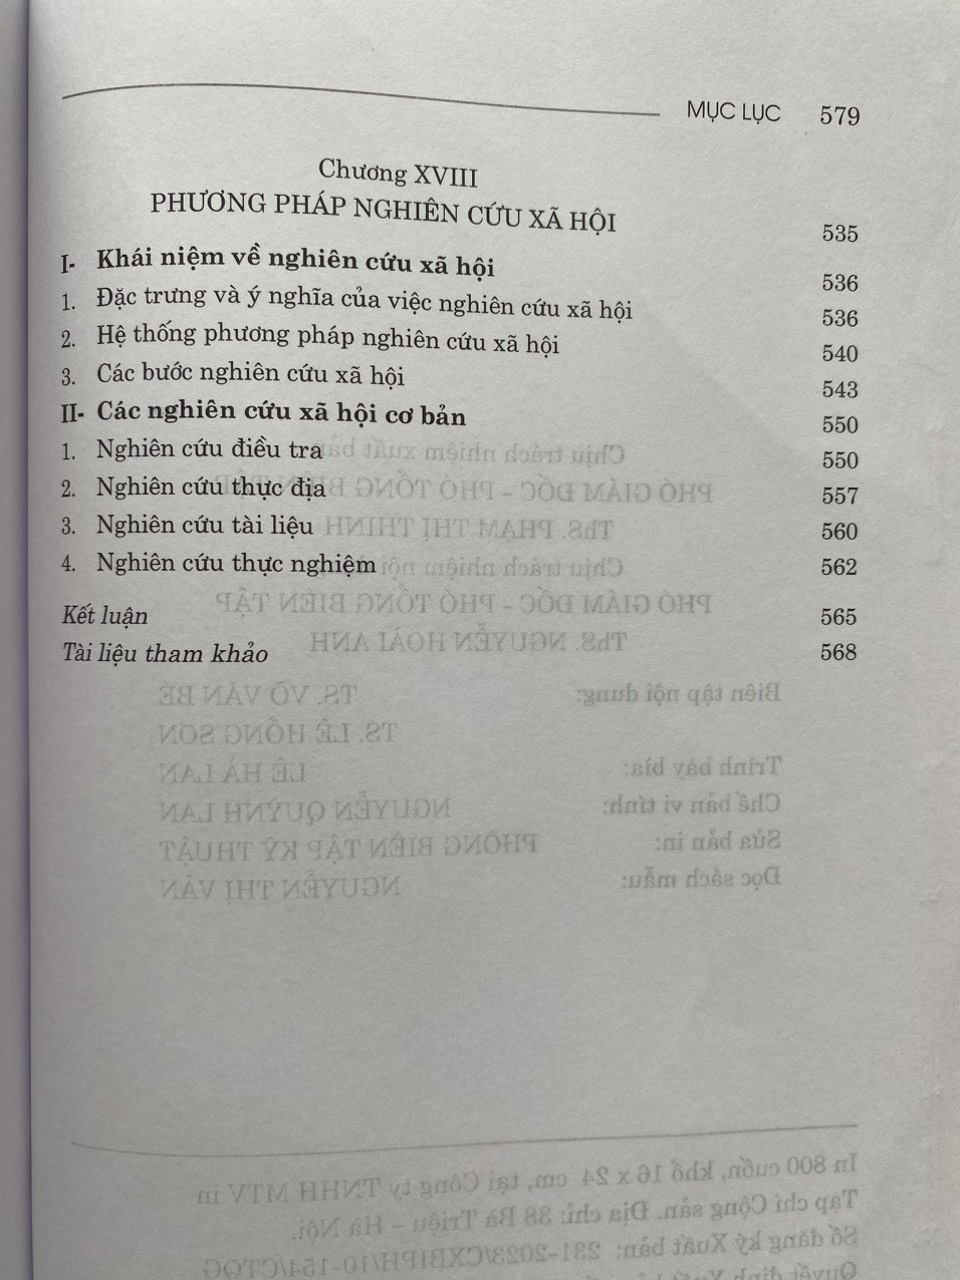 MỤC LỤC 579
Chương XVIII
PHƯƠNG PHÁP NGHIÊN CỨU XÃ HỘI 535
I- Khái niệm về nghiên cứu xã hội 536
1. Đặc trưng và ý nghĩa của việc nghiên cứu xã hội 536
2. Hệ thống phương pháp nghiên cứu xã hội 540
3. Các bước nghiên cứu xã hội 543
II- Các nghiên cứu xã hội cơ bản 550
1. Nghiên cứu điều tra 550
2. Nghiên cứu thực địa 557
3. Nghiên cứu tài liệu 560
4. Nghiên cứu thực nghiệm 562
Kết luận 565
Tài liệu tham khảo 568